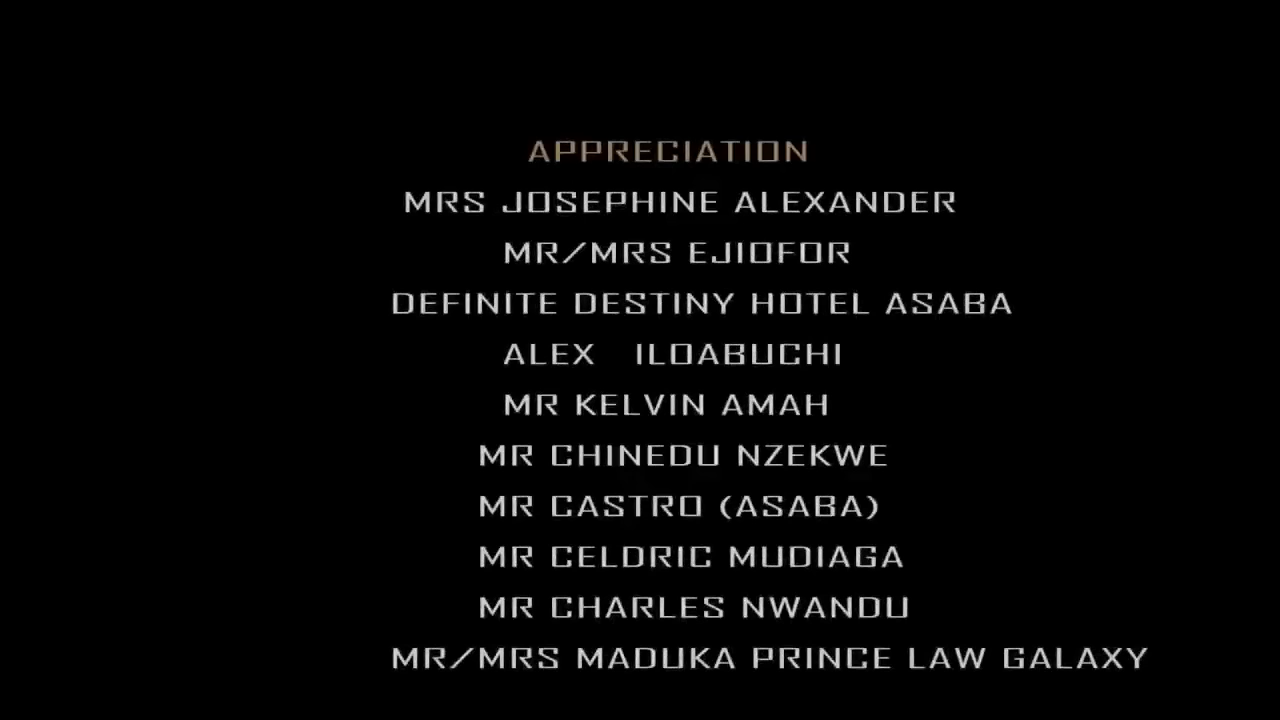 APPRECIATION
MRS JOSEPHINE ALEXANDER
MR/MRS EJIOFOR
DEFINITE DESTINY HOTEL ASABA
ALEX ILOABUCHI
MR KELVIN AMAH
MR CHINEDU NZEKWE
MR CASTRO (ASABA)
MR CELDRIC MUDIAGA
MR CHARLES NWANDU
MR/MRS MADUKA PRINCE LAW GALAXY